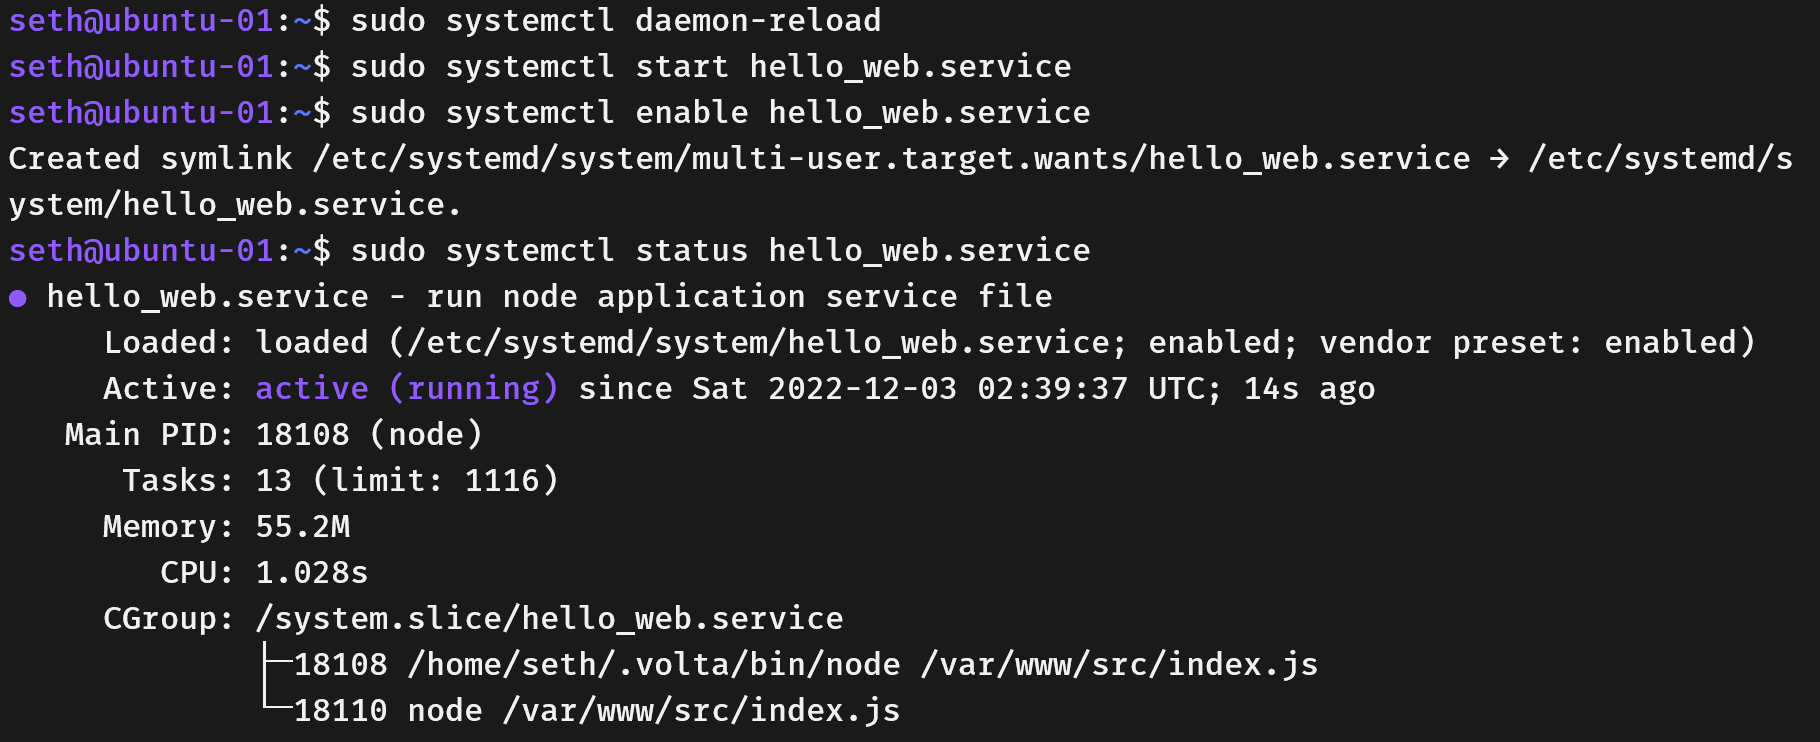 seth@ubuntu-01:~$ sudo systemctl daemon-reload
seth@ubuntu-01:~$ sudo systemctl start hello_web.service
seth@ubuntu-01:~$ sudo systemctl enable hello_web.service
Created symlink /etc/systemd/system/multi-user.target.wants/hello_web.service → /etc/systemd/s
ystem/hello_web.service.
seth@ubuntu-01:~$ sudo systemctl status hello_web.service
● hello_web.service - run node application service file
     Loaded: loaded (/etc/systemd/system/hello_web.service; enabled; vendor preset: enabled)
     Active: active (running) since Sat 2022-12-03 02:39:37 UTC; 14s ago
   Main PID: 18108 (node)
      Tasks: 13 (limit: 1116)
     Memory: 55.2M
        CPU: 1.028s
     CGroup: /system.slice/hello_web.service
             ├─18108 /home/seth/.volta/bin/node /var/www/src/index.js
             └─18110 node /var/www/src/index.js